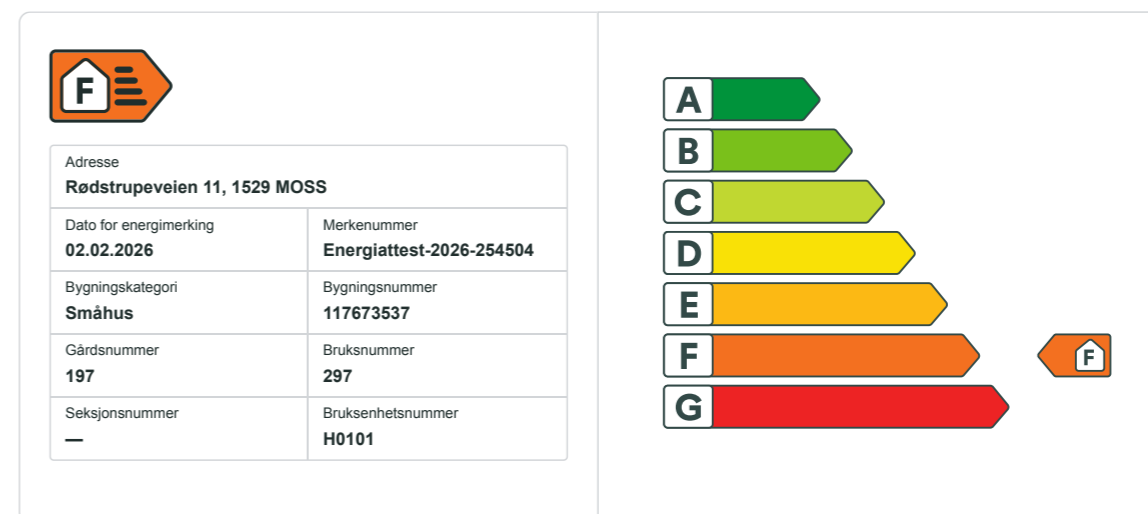 F
Adresse
Rødstrupeveien 11, 1529 MOSS
Dato for energimerking
02.02.2026
Merkenummer
Energiattest-2026-254504
Bygningskategori
Småhus
Bygningsnummer
117673537
Gårdsnummer
197
Bruksnummer
297
Seksjonsnummer
—
Bruksenhetsnummer
H0101
A
B
C
D
E
F
F
G